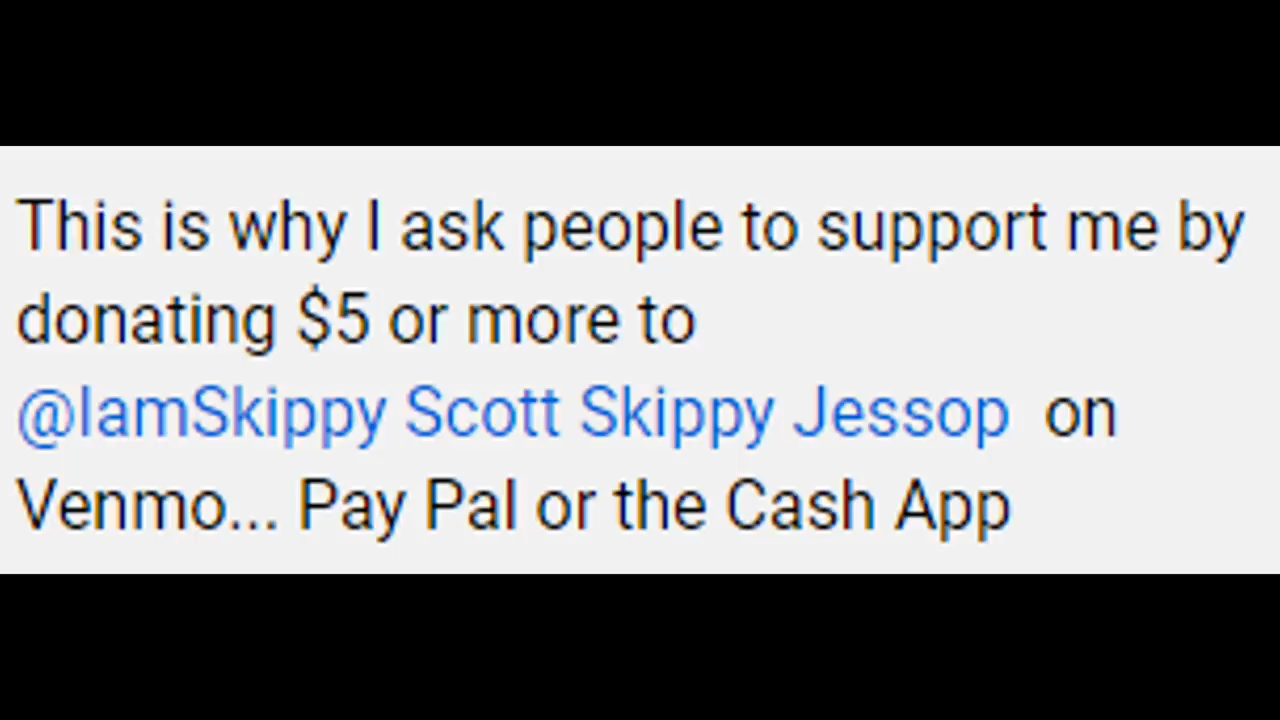 This is why I ask people to support me by
donating $5 or more to
@IamSkippy Scott Skippy Jessop on
Venmo... Pay Pal or the Cash App